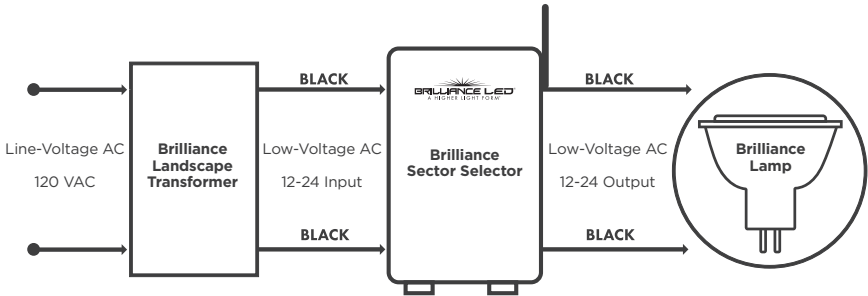 BLACK
BLACK
BRILLIANCE LED
A HIGHER LIGHT FORM
Line-Voltage AC
120 VAC
Brilliance
Landscape
Transformer
Low-Voltage AC
12-24 Input
Brilliance
Sector Selector
Low-Voltage AC
12-24 Output
Brilliance
Lamp
BLACK
BLACK